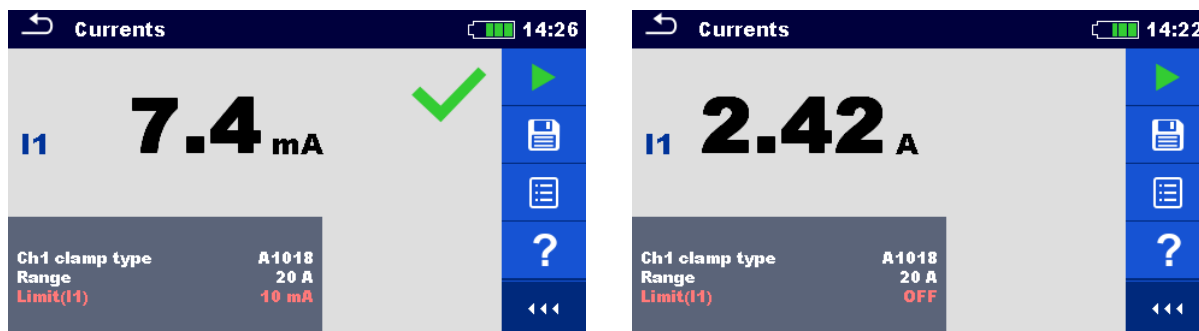 Currents 14:26
I1 7.4 mA
?
Ch1 clamp type A1018
Range 20 A
Limit(I1) 10 mA
Currents 14:22
I1 2.42 A
?
Ch1 clamp type A1018
Range 20 A
Limit(I1) OFF